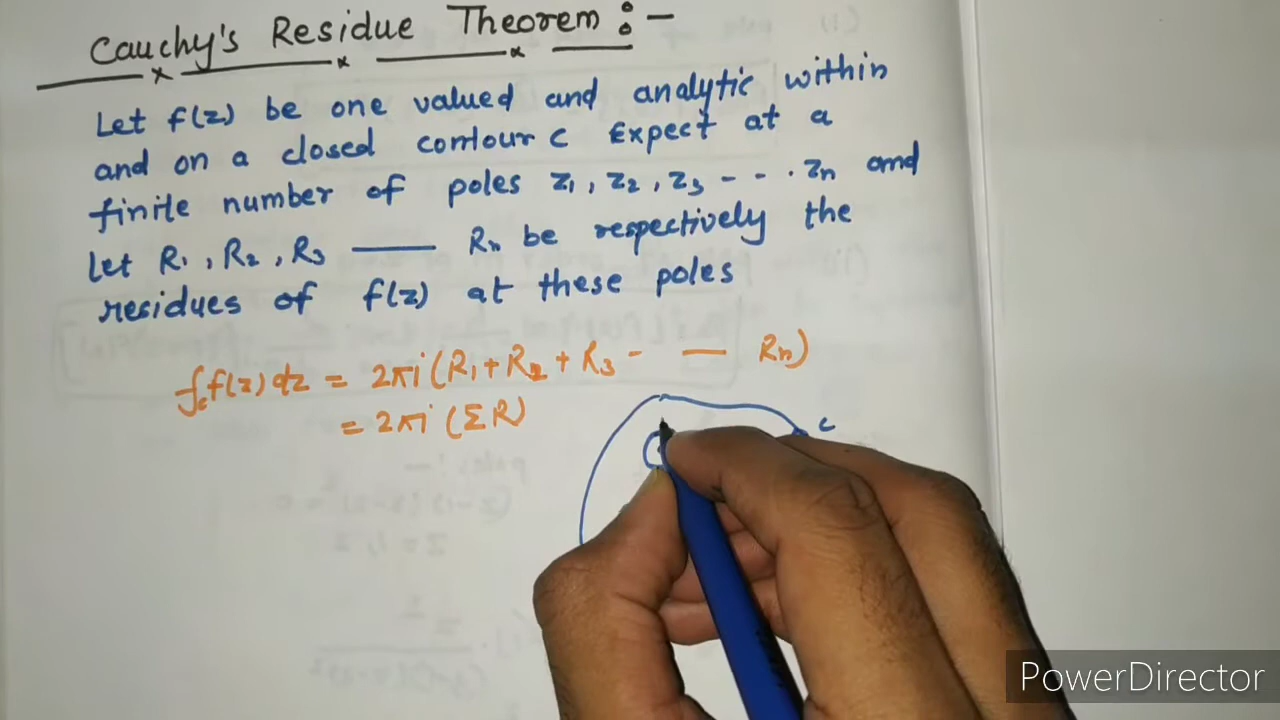 Cauchy's Residue Theorem :-
Let f(z) be one valued and analytic within
and on a closed contour C Expect at a
finite number of poles z1, z2, z3 - - . zn and
Let R1, R2, R3 —— Rn be respectively the
residues of f(z) at these poles
∫c f(z) dz = 2πi (R1 + R2 + R3 - — Rn)
= 2πi (ΣR)
C
PowerDirector